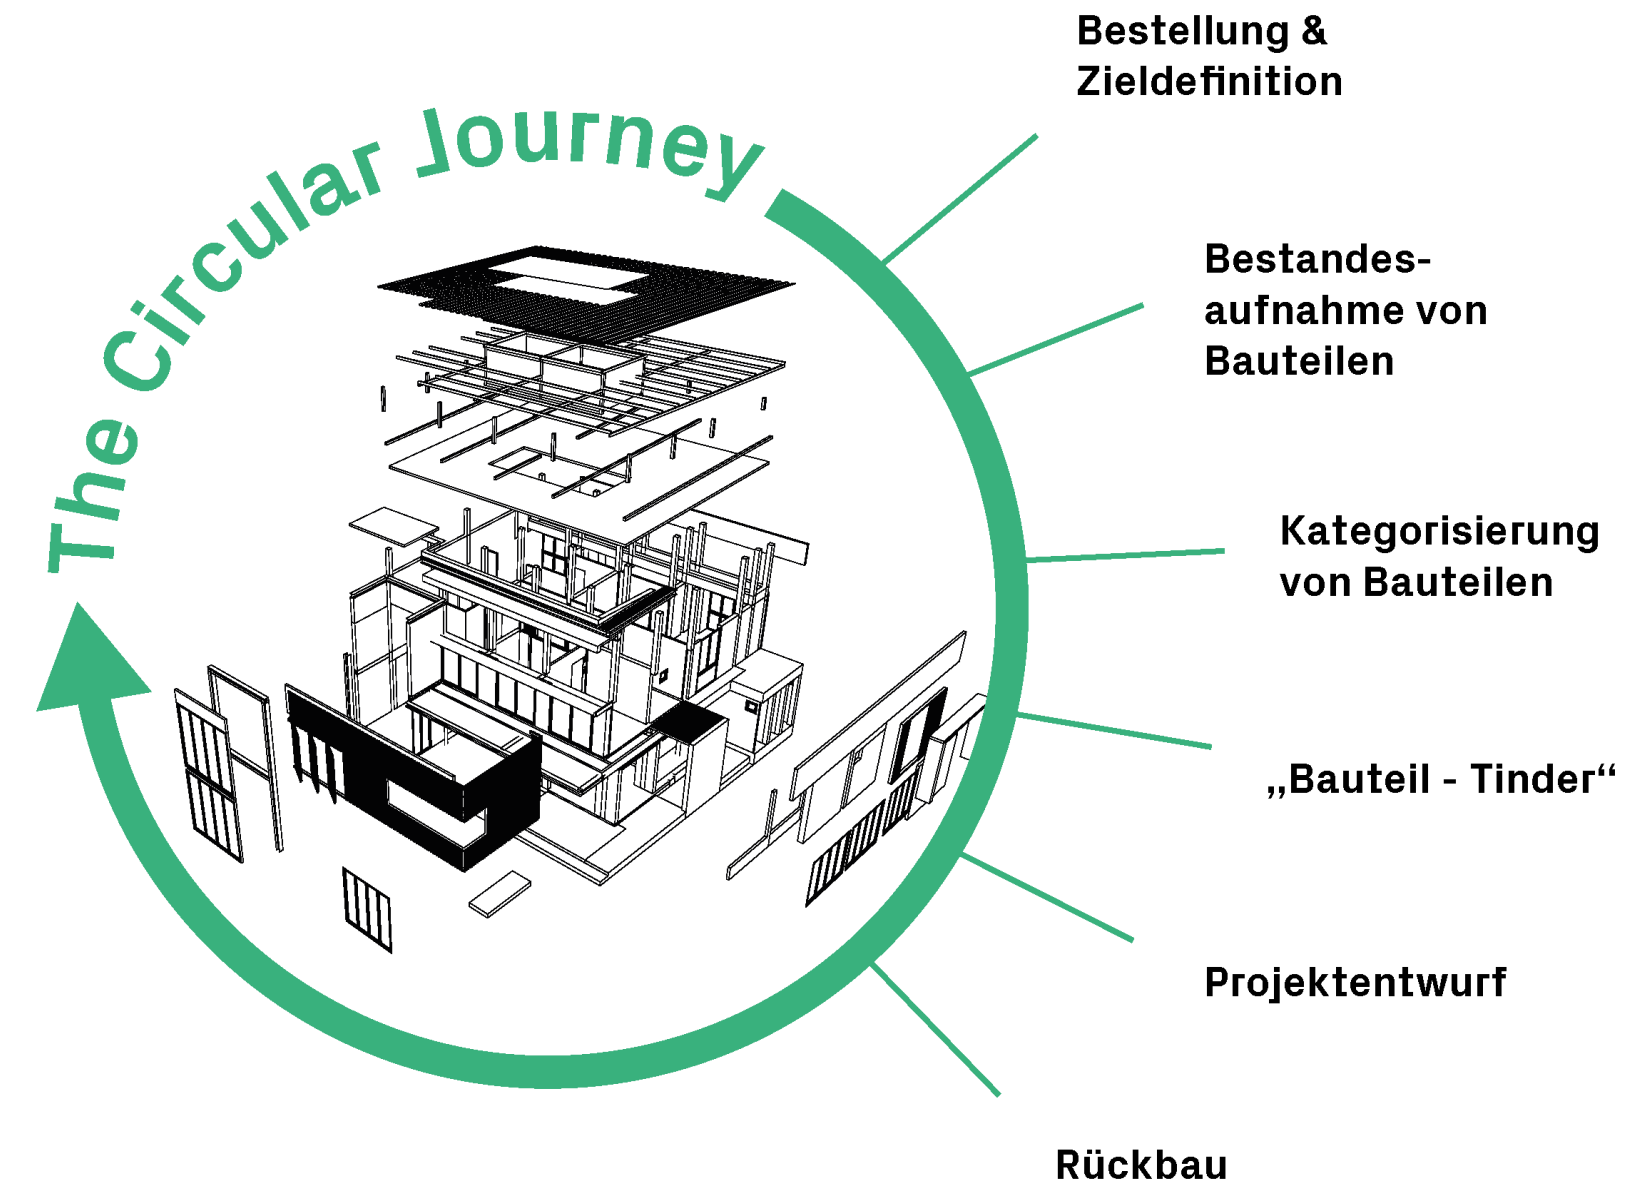 The Circular Journey
Bestellung &
Zieldefinition
Bestandes-
aufnahme von
Bauteilen
Kategorisierung
von Bauteilen
„Bauteil - Tinder“
Projektentwurf
Rückbau